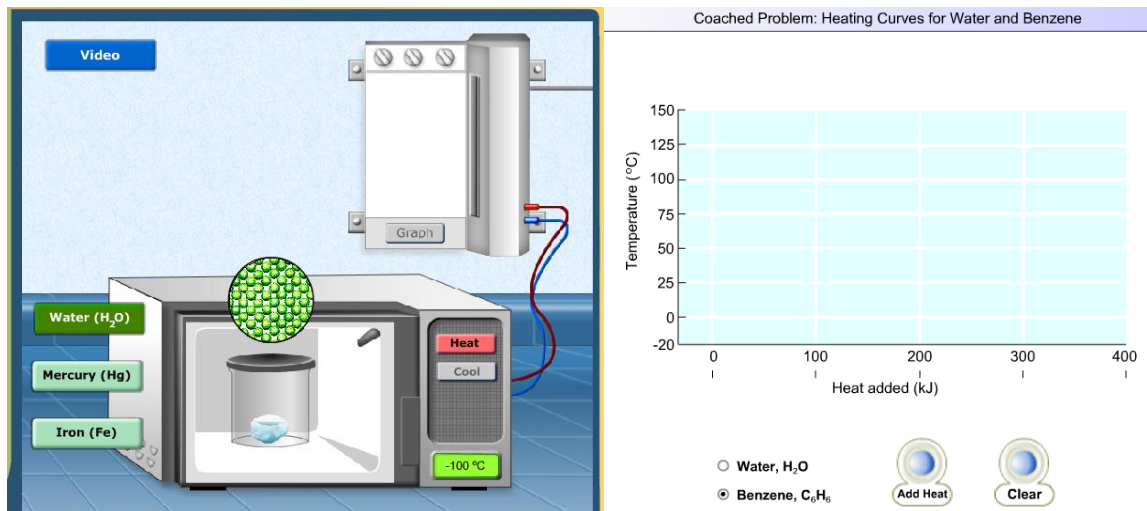 Video
Graph
Water (H₂O)
Mercury (Hg)
Iron (Fe)
Heat
Cool
-100 ºC
Coached Problem: Heating Curves for Water and Benzene
Temperature (°C)
150
125
100
75
50
25
0
-20
0 100 200 300 400
Heat added (kJ)
Water, H₂O
Benzene, C₆H₆
Add Heat
Clear